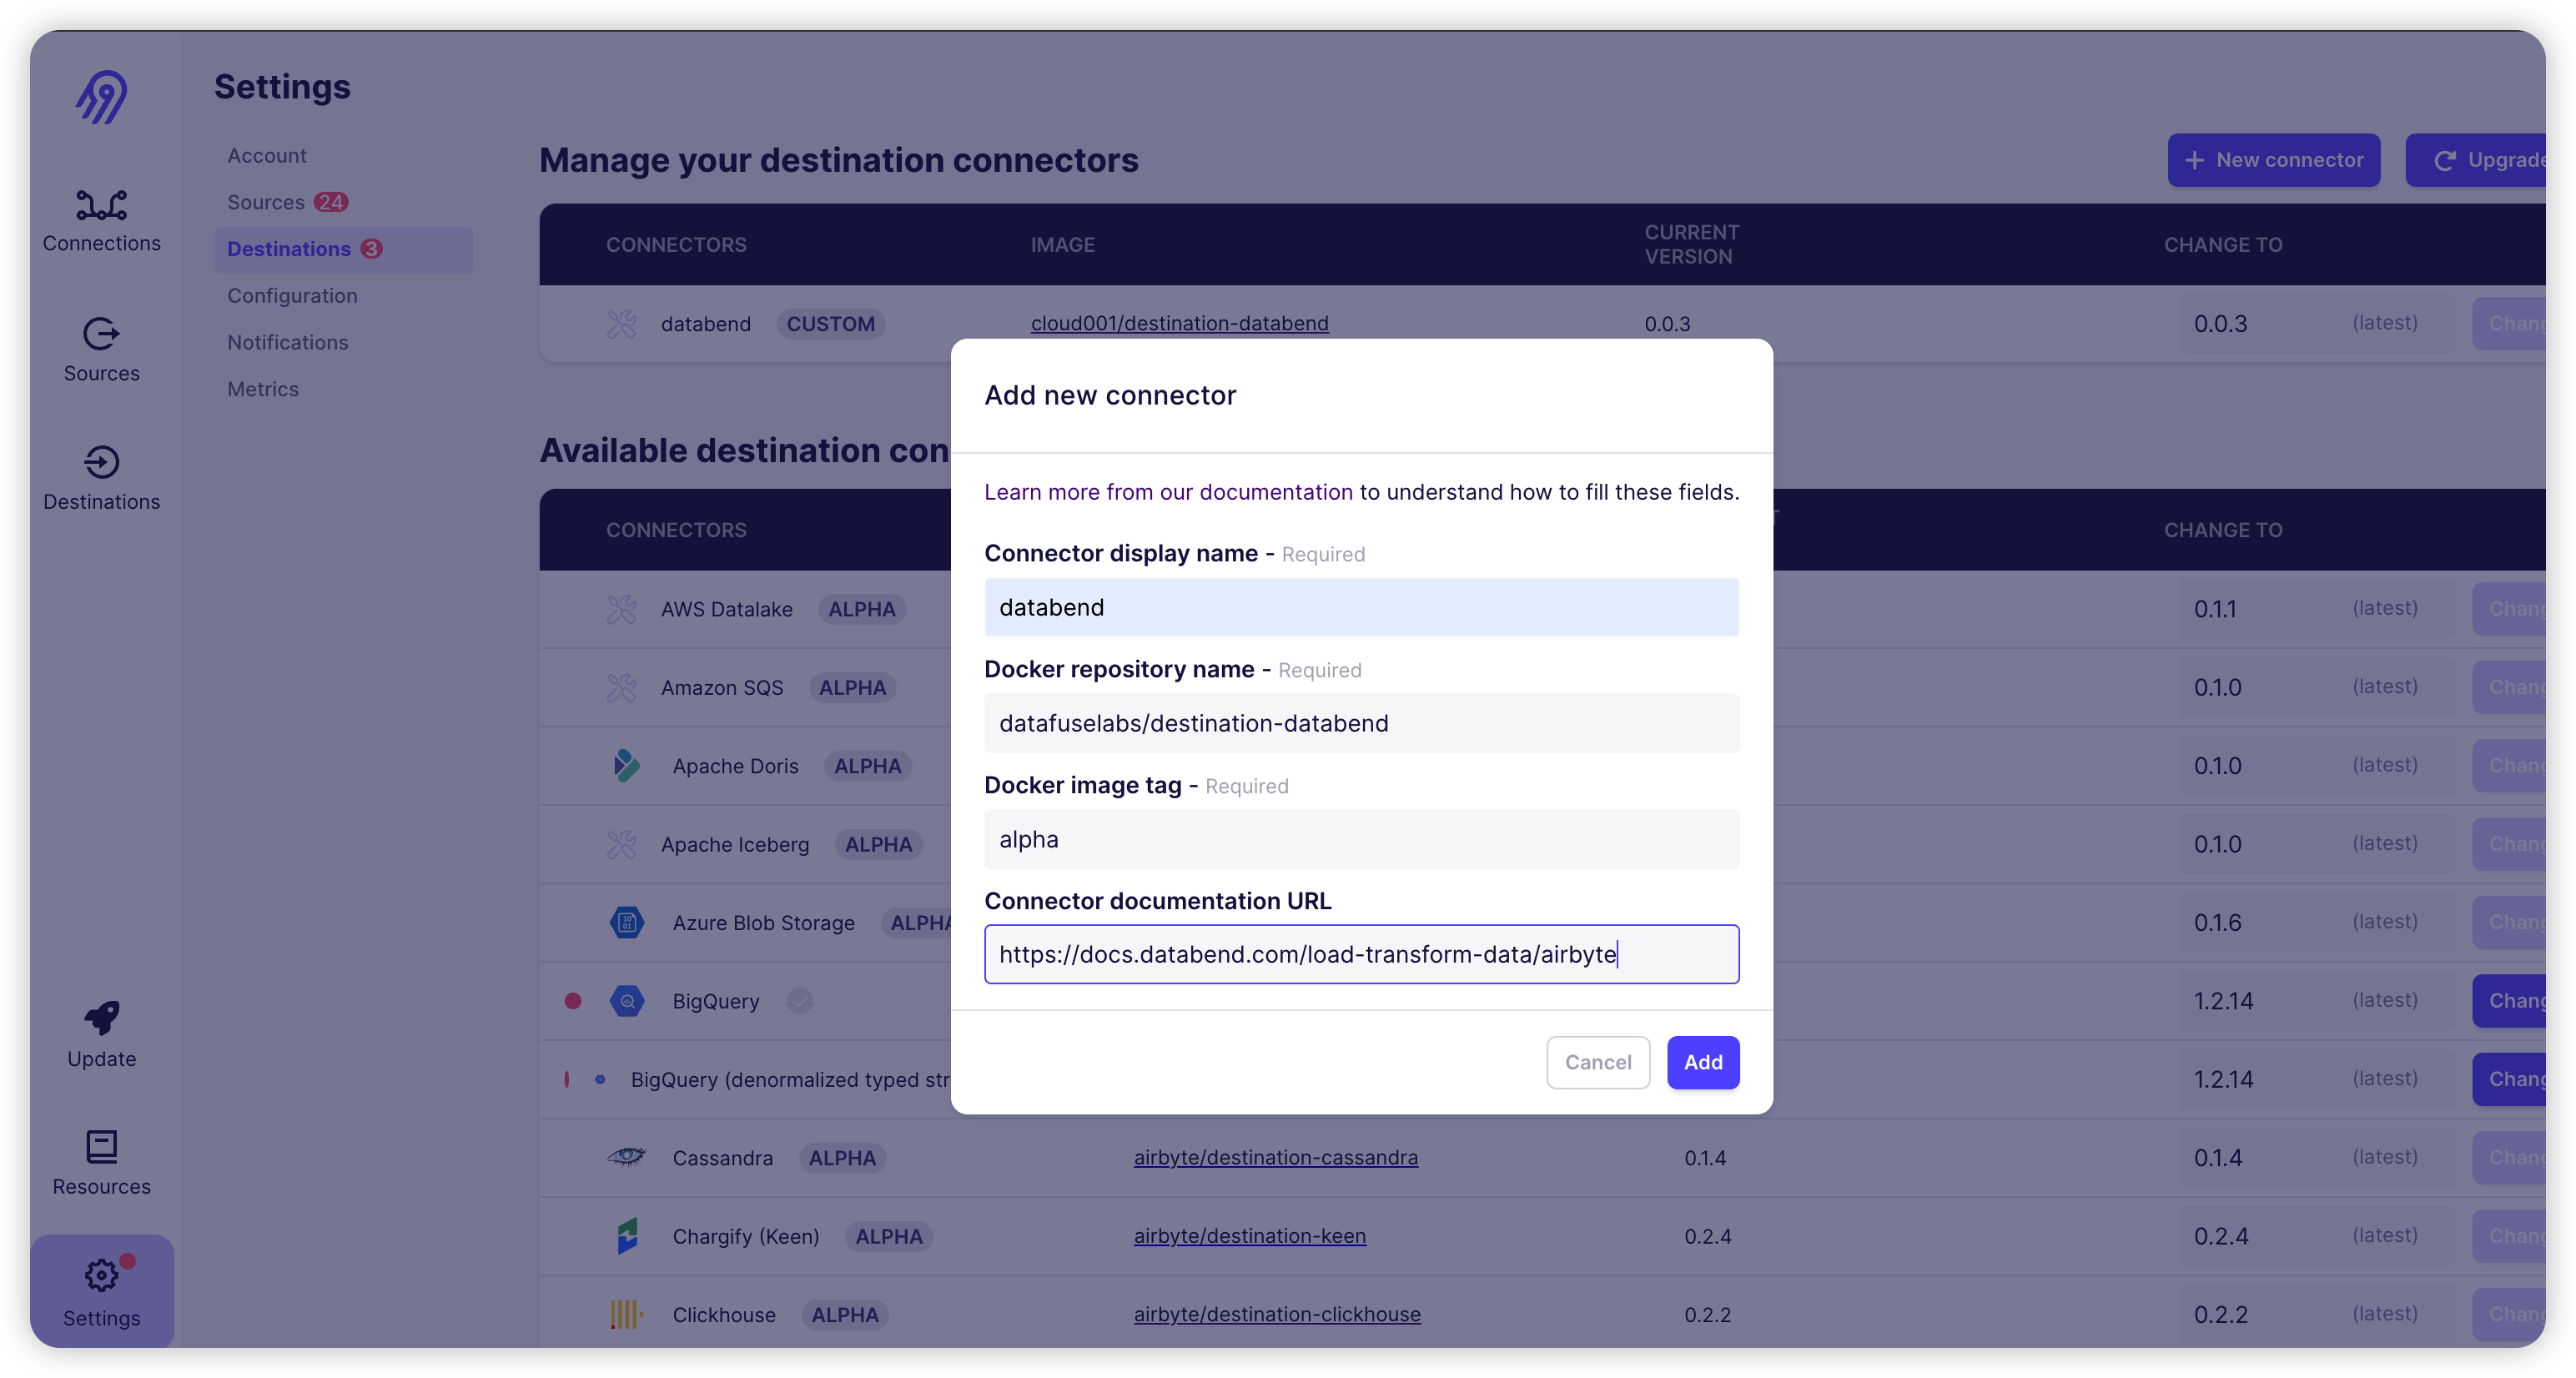 Settings
Connections
Sources
Destinations
Update
Resources
Settings
Account
Sources 24
Destinations 3
Configuration
Notifications
Metrics
Manage your destination connectors
New connector
Upgrade
CONNECTORS IMAGE CURRENT VERSION CHANGE TO
databend CUSTOM cloud001/destination-databend 0.0.3 0.0.3 (latest) Chang
Available destination con
CONNECTORS CHANGE TO
AWS Datalake ALPHA 0.1.1 (latest) Chang
Amazon SQS ALPHA 0.1.0 (latest) Chang
Apache Doris ALPHA 0.1.0 (latest) Chang
Apache Iceberg ALPHA 0.1.0 (latest) Chang
Azure Blob Storage ALPHA 0.1.6 (latest) Chang
BigQuery 1.2.14 (latest) Chang
BigQuery (denormalized typed str 1.2.14 (latest) Chang
Cassandra ALPHA airbyte/destination-cassandra 0.1.4 0.1.4 (latest) Chang
Chargify (Keen) ALPHA airbyte/destination-keen 0.2.4 0.2.4 (latest) Chang
Clickhouse ALPHA airbyte/destination-clickhouse 0.2.2 0.2.2 (latest) Chang
Add new connector
Learn more from our documentation to understand how to fill these fields.
Connector display name - Required
databend
Docker repository name - Required
datafuselabs/destination-databend
Docker image tag - Required
alpha
Connector documentation URL
https://docs.databend.com/load-transform-data/airbyte
Cancel
Add